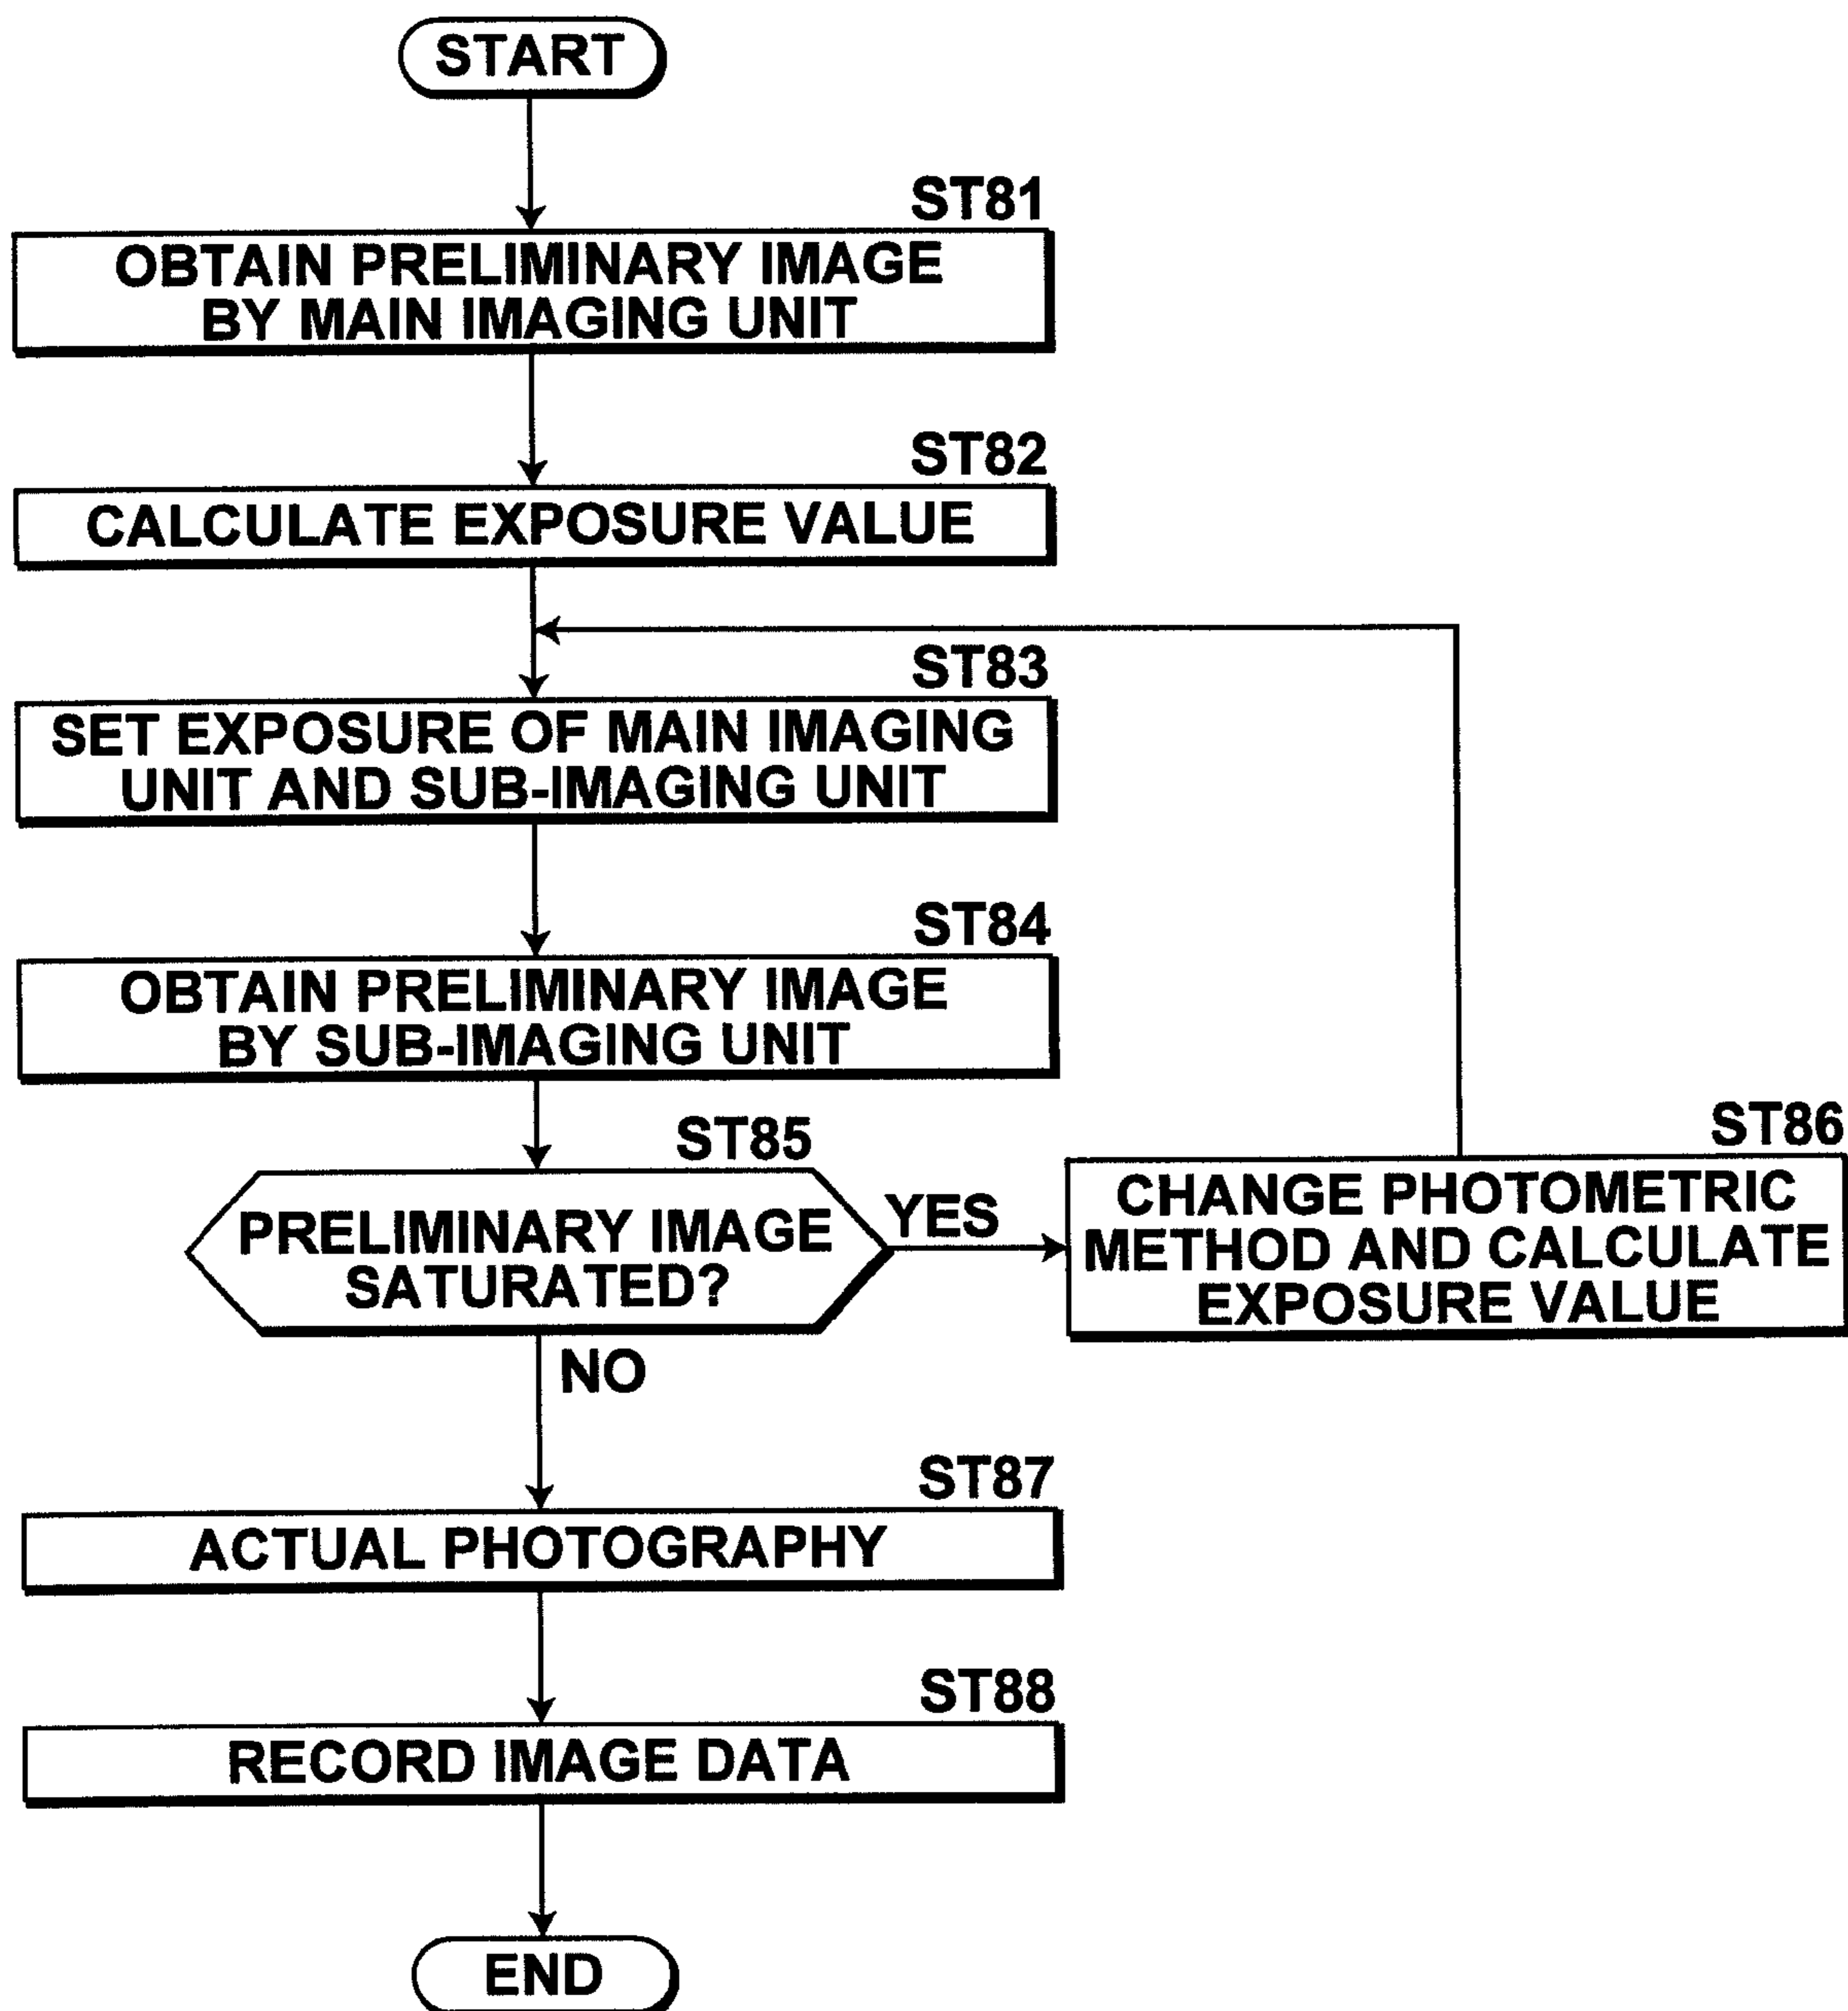 START
ST81
OBTAIN PRELIMINARY IMAGE
BY MAIN IMAGING UNIT
ST82
CALCULATE EXPOSURE VALUE
ST83
SET EXPOSURE OF MAIN IMAGING
UNIT AND SUB-IMAGING UNIT
ST84
OBTAIN PRELIMINARY IMAGE
BY SUB-IMAGING UNIT
ST85
PRELIMINARY IMAGE
SATURATED?
YES
ST86
CHANGE PHOTOMETRIC
METHOD AND CALCULATE
EXPOSURE VALUE
NO
ST87
ACTUAL PHOTOGRAPHY
ST88
RECORD IMAGE DATA
END